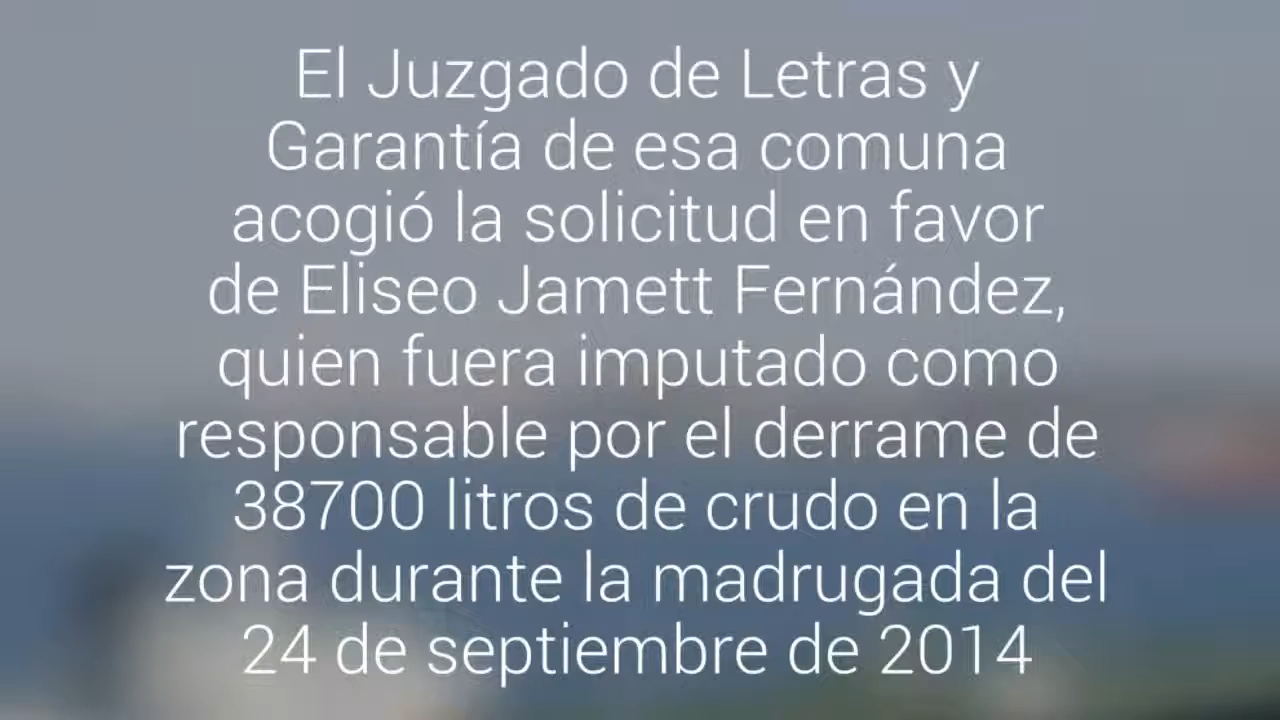 El Juzgado de Letras y
Garantía de esa comuna
acogió la solicitud en favor
de Eliseo Jamett Fernández,
quien fuera imputado como
responsable por el derrame de
38700 litros de crudo en la
zona durante la madrugada del
24 de septiembre de 2014